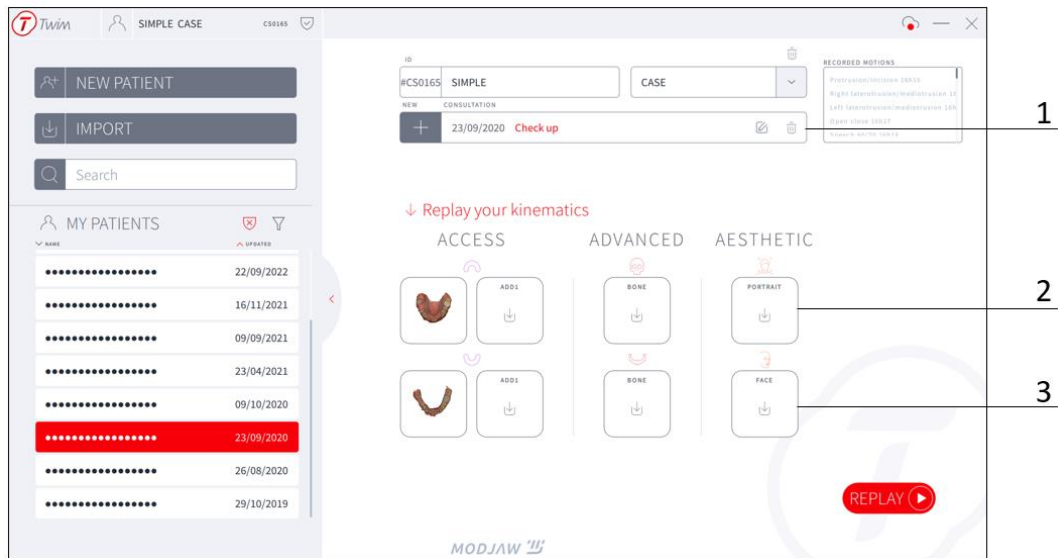 Twim SIMPLE CASE CS0165
NEW PATIENT
IMPORT
Search
MY PATIENTS
NAME UPDATED
•••••••••••••••••• 22/09/2022
•••••••••••••••••• 16/11/2021
•••••••••••••••••• 09/09/2021
•••••••••••••••••• 23/04/2021
•••••••••••••••••• 09/10/2020
•••••••••••••••••• 23/09/2020
•••••••••••••••••• 26/08/2020
•••••••••••••••••• 29/10/2019
ID
#CS0165 SIMPLE CASE
NEW CONSULTATION
23/09/2020 Check up
RECORDED MOTIONS
Protrusion/incision 16h10
Right laterotrusion/mediotrusion
Left laterotrusion/mediotrusion
Open close 16h27
1
Replay your kinematics
ACCESS ADVANCED AESTHETIC
ADD1 BONE PORTRAIT
2
ADD1 BONE FACE
3
REPLAY
MODJAW